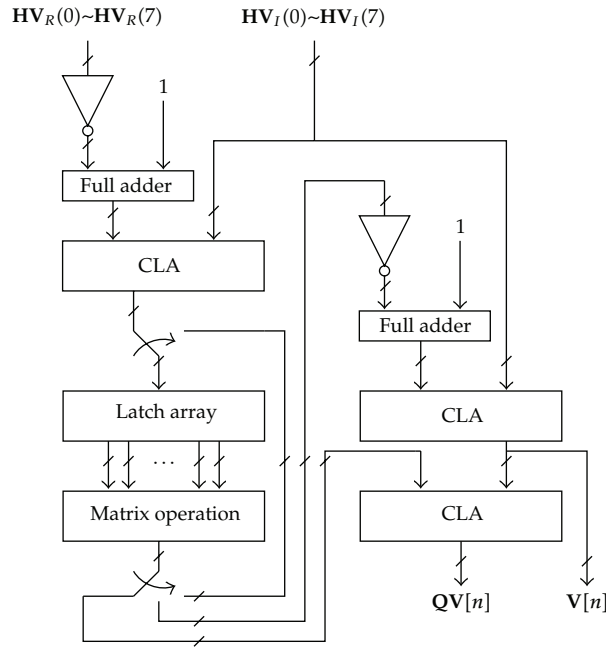 HV_R(0)~HV_R(7)
HV_I(0)~HV_I(7)
1
Full adder
CLA
1
Full adder
Latch array
CLA
...
Matrix operation
CLA
QV[n]
V[n]